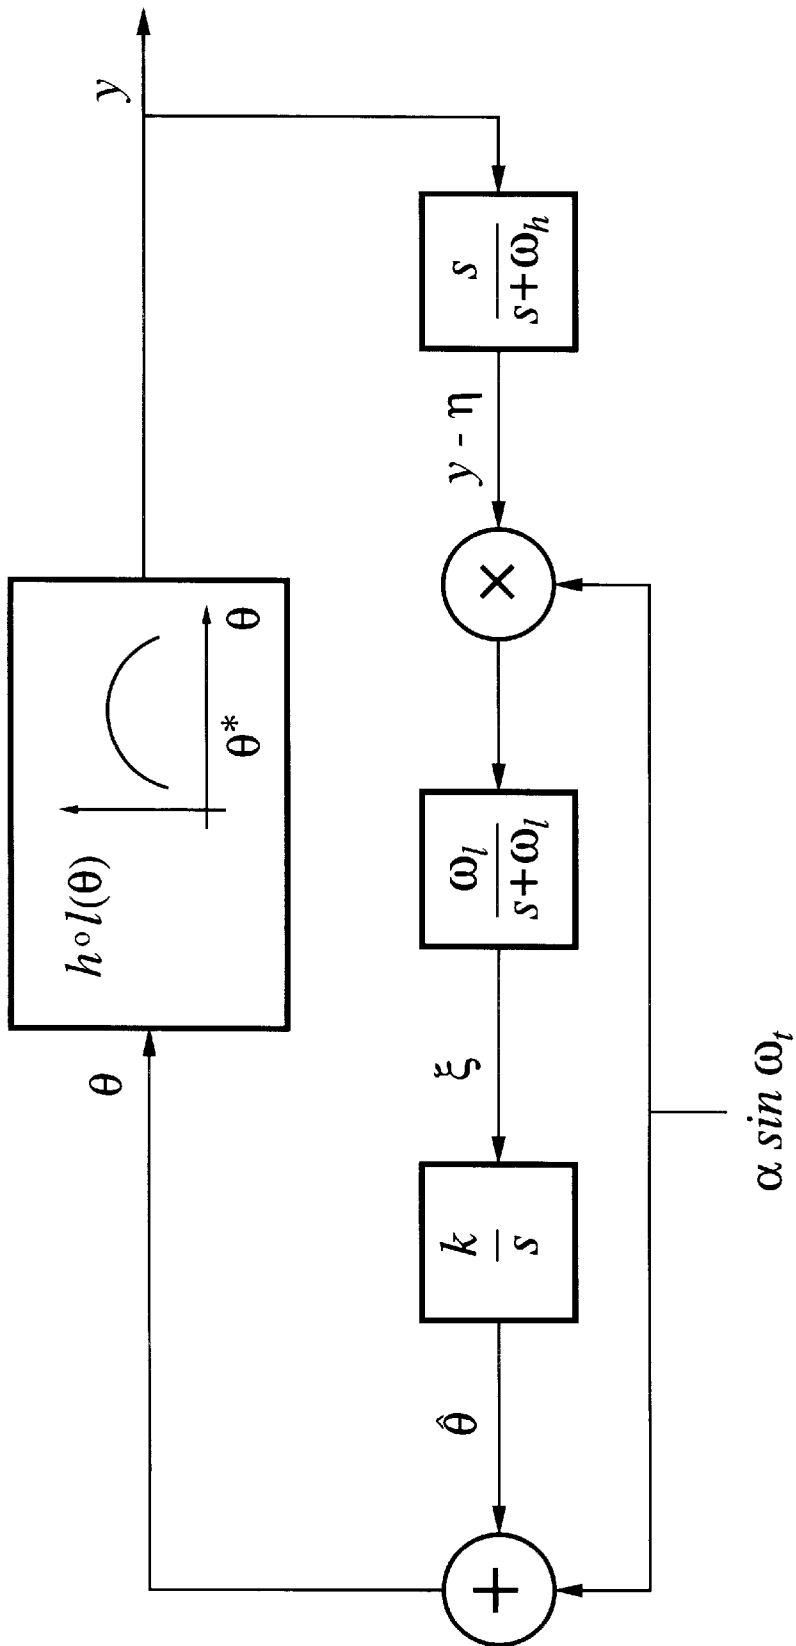 θ
h∘l(θ)
θ*
θ
y
k
s
ξ
ω_l
s+ω_l
×
y - η
s
s+ω_h
+
θ̂
α sin ω_t